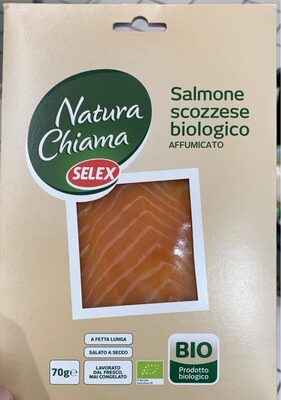 Natura
Chiama
SELEX
Salmone
scozzese
biologico
AFFUMICATO
A FETTA LUNGA
SALATO A SECCO
70g e
LAVORATO
DAL FRESCO,
MAI CONGELATO
BIO
Prodotto
biologico